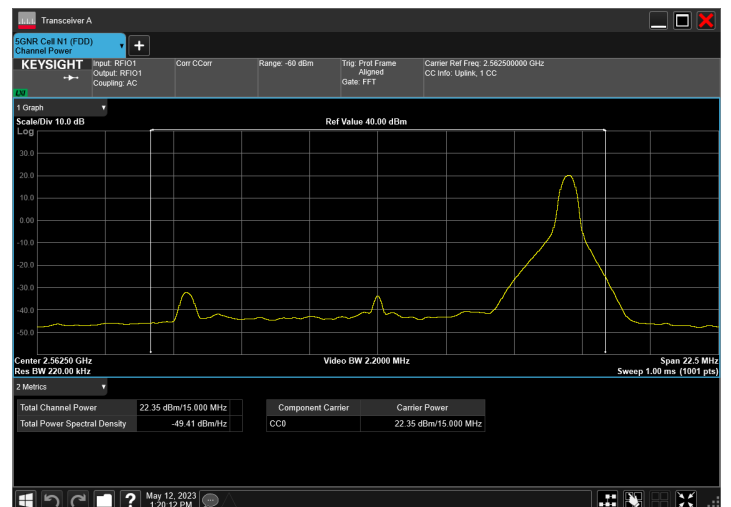 Transceiver A
5GNR Cell N1 (FDD)
Channel Power
KEYSIGHT
LXI
Input: RFIO1
Output: RFIO1
Coupling: AC
Corr CCorr
Range: -60 dBm
Trig: Prot Frame
Aligned
Gate: FFT
Carrier Ref Freq: 2.562500000 GHz
CC Info: Uplink, 1 CC
1 Graph
Scale/Div 10.0 dB
Ref Value 40.00 dBm
Log
30.0
20.0
10.0
0.00
-10.0
-20.0
-30.0
-40.0
-50.0
Center 2.56250 GHz
Video BW 2.2000 MHz
Span 22.5 MHz
Res BW 220.00 kHz
Sweep 1.00 ms (1001 pts)
2 Metrics
Total Channel Power 22.35 dBm/15.000 MHz
Total Power Spectral Density -49.41 dBm/Hz
Component Carrier Carrier Power
CC0 22.35 dBm/15.000 MHz
?
May 12, 2023
1:20:12 PM